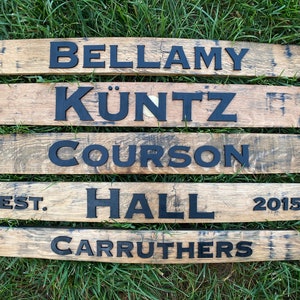 Bellamy
Küntz
Courson
EST. Hall 2015
Carruthers